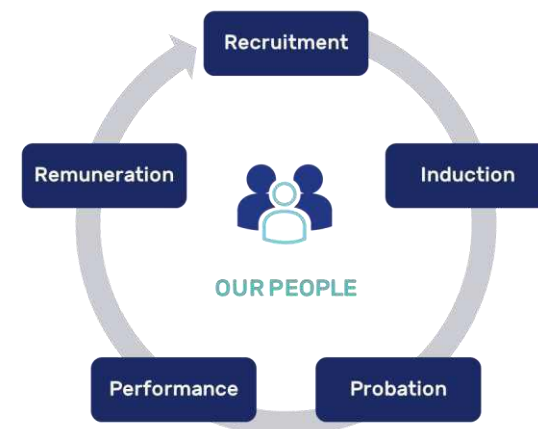 Recruitment
Induction
Probation
Performance
Remuneration
OUR PEOPLE